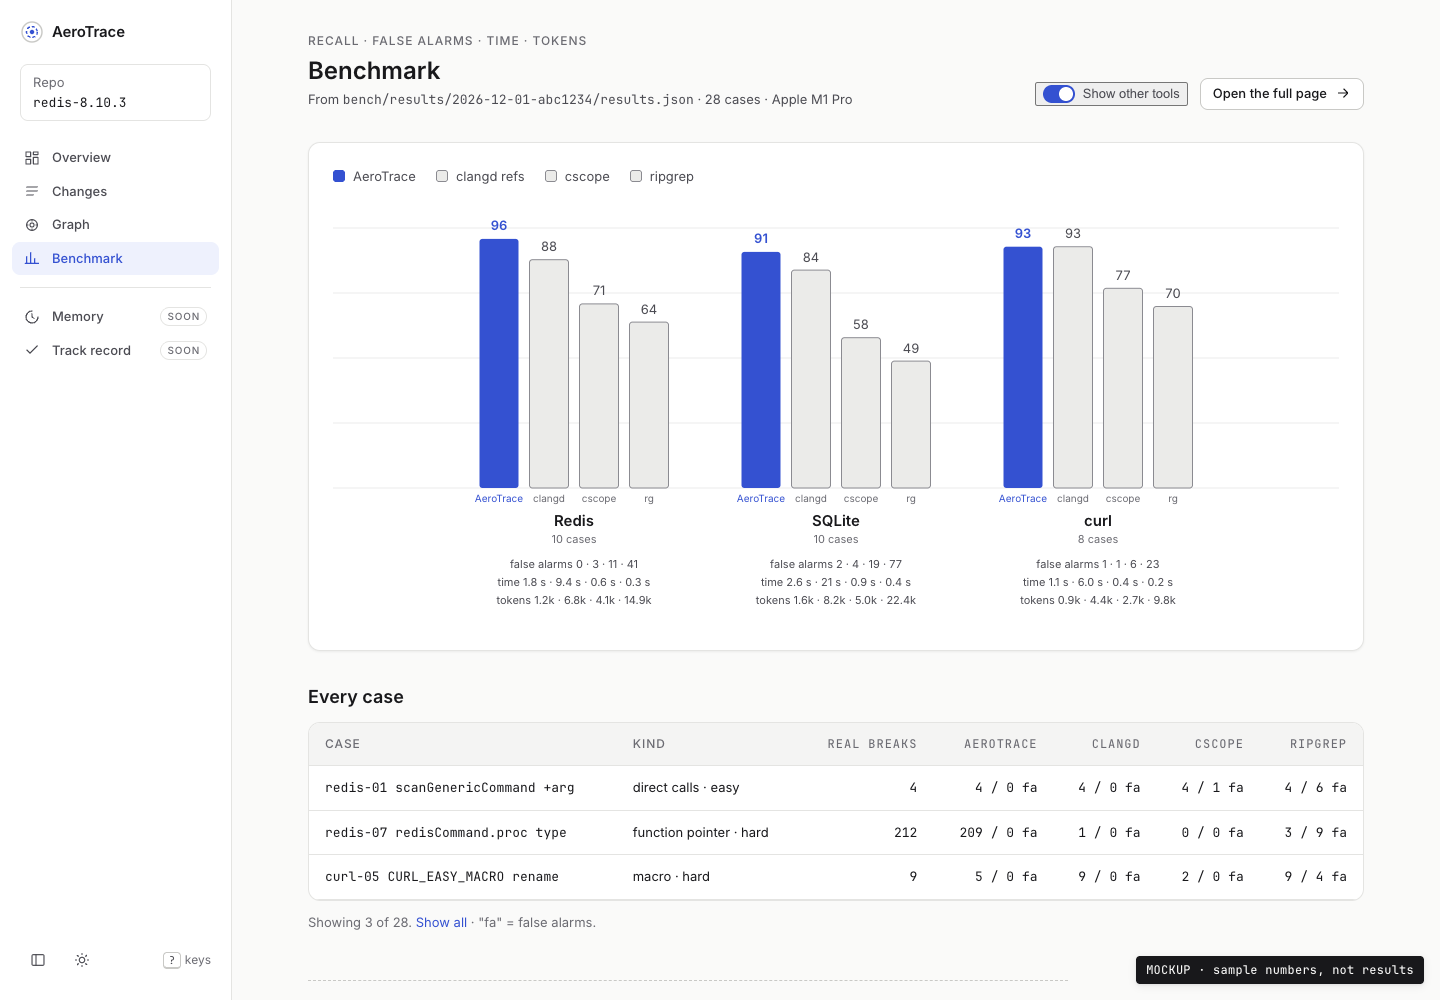 AeroTrace
Repo
redis-8.10.3
Overview
Changes
Graph
Benchmark
Memory SOON
Track record SOON
? keys
RECALL · FALSE ALARMS · TIME · TOKENS
Benchmark
From bench/results/2026-12-01-abc1234/results.json · 28 cases · Apple M1 Pro
Show other tools
Open the full page
AeroTrace clangd refs cscope ripgrep
96 88 71 64
91 84 58 49
93 93 77 70
AeroTrace clangd cscope rg
AeroTrace clangd cscope rg
AeroTrace clangd cscope rg
Redis
10 cases
false alarms 0 · 3 · 11 · 41
time 1.8 s · 9.4 s · 0.6 s · 0.3 s
tokens 1.2k · 6.8k · 4.1k · 14.9k
SQLite
10 cases
false alarms 2 · 4 · 19 · 77
time 2.6 s · 21 s · 0.9 s · 0.4 s
tokens 1.6k · 8.2k · 5.0k · 22.4k
curl
8 cases
false alarms 1 · 1 · 6 · 23
time 1.1 s · 6.0 s · 0.4 s · 0.2 s
tokens 0.9k · 4.4k · 2.7k · 9.8k
Every case
CASE KIND REAL BREAKS AEROTRACE CLANGD CSCOPE RIPGREP
redis-01 scanGenericCommand +arg direct calls · easy 4 4 / 0 fa 4 / 0 fa 4 / 1 fa 4 / 6 fa
redis-07 redisCommand.proc type function pointer · hard 212 209 / 0 fa 1 / 0 fa 0 / 0 fa 3 / 9 fa
curl-05 CURL_EASY_MACRO rename macro · hard 9 5 / 0 fa 9 / 0 fa 2 / 0 fa 9 / 4 fa
Showing 3 of 28. Show all · "fa" = false alarms.
MOCKUP · sample numbers, not results